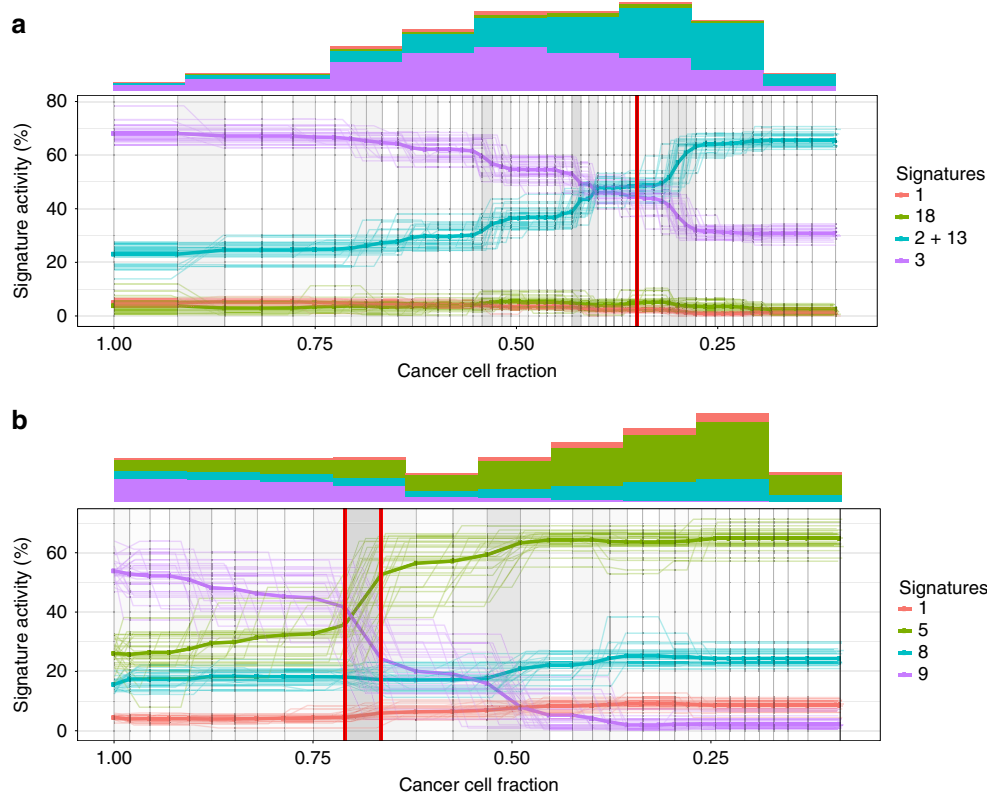 a
Signature activity (%)
80
60
40
20
0
1.00 0.75 0.50 0.25
Cancer cell fraction
Signatures
1
18
2 + 13
3
b
Signature activity (%)
60
40
20
0
1.00 0.75 0.50 0.25
Cancer cell fraction
Signatures
1
5
8
9